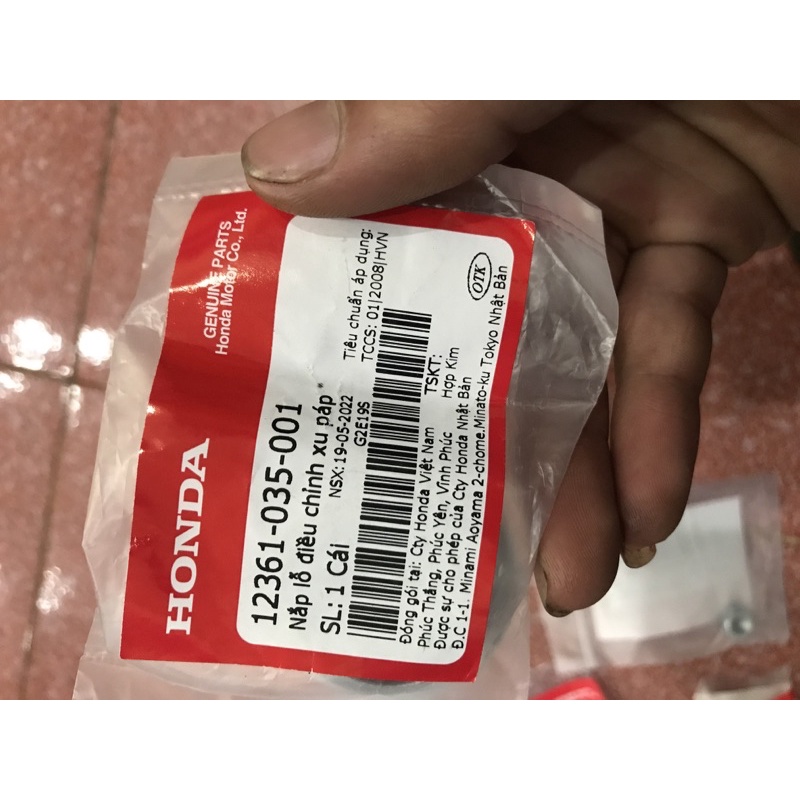 GENUINE PARTS
Honda Motor Co., Ltd.
HONDA
12361-035-001
Nắp lỗ điều chỉnh xu páp
SL: 1 Cái
NSX: 19-05-2022
G2E19S
Tiêu chuẩn áp dụng:
TCCS: 01|2008|HVN
TSKT:
Hợp Kim
Đóng gói tại: Cty Honda Việt Nam
Phúc Thắng, Phúc Yên, Vĩnh Phúc
Được sự cho phép của Cty Honda Nhật Bản
Đ.C 1-1. Minami Aoyama 2-chome.Minato-ku Tokyo Nhật Bản
OTK